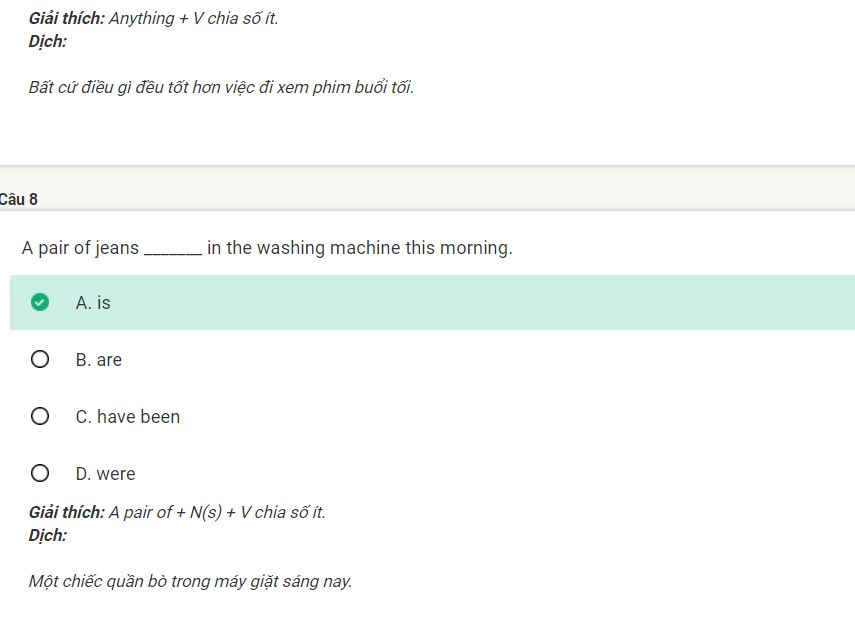 Giải thích: Anything + V chia số ít.
Dịch:
Bất cứ điều gì đều tốt hơn việc đi xem phim buổi tối.
Câu 8
A pair of jeans _______ in the washing machine this morning.
A. is
B. are
C. have been
D. were
Giải thích: A pair of + N(s) + V chia số ít.
Dịch:
Một chiếc quần bò trong máy giặt sáng nay.